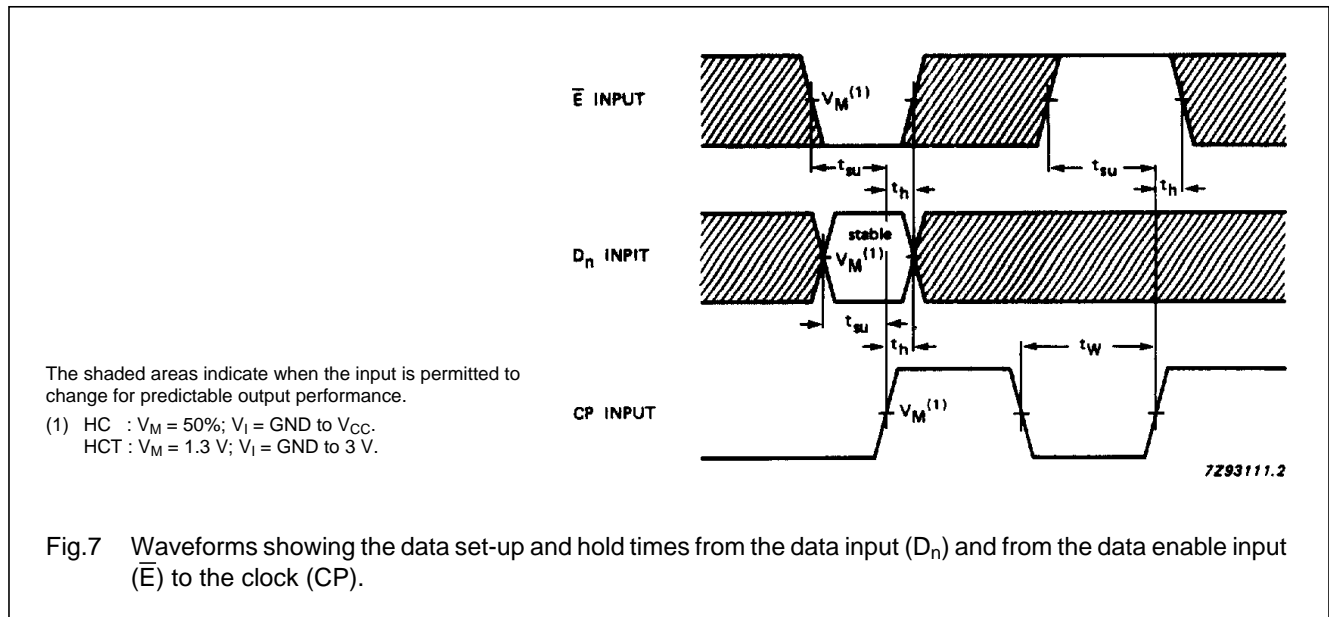 E̅ INPUT
V_M(1)
t_su
t_su
t_h
t_h
stable
D_n INPIT
V_M(1)
t_su
t_h
t_W
The shaded areas indicate when the input is permitted to
change for predictable output performance.
CP INPUT
V_M(1)
(1) HC : V_M = 50%; V_I = GND to V_CC.
HCT : V_M = 1.3 V; V_I = GND to 3 V.
7Z93111.2
Fig.7 Waveforms showing the data set-up and hold times from the data input (D_n) and from the data enable input
(E̅) to the clock (CP).